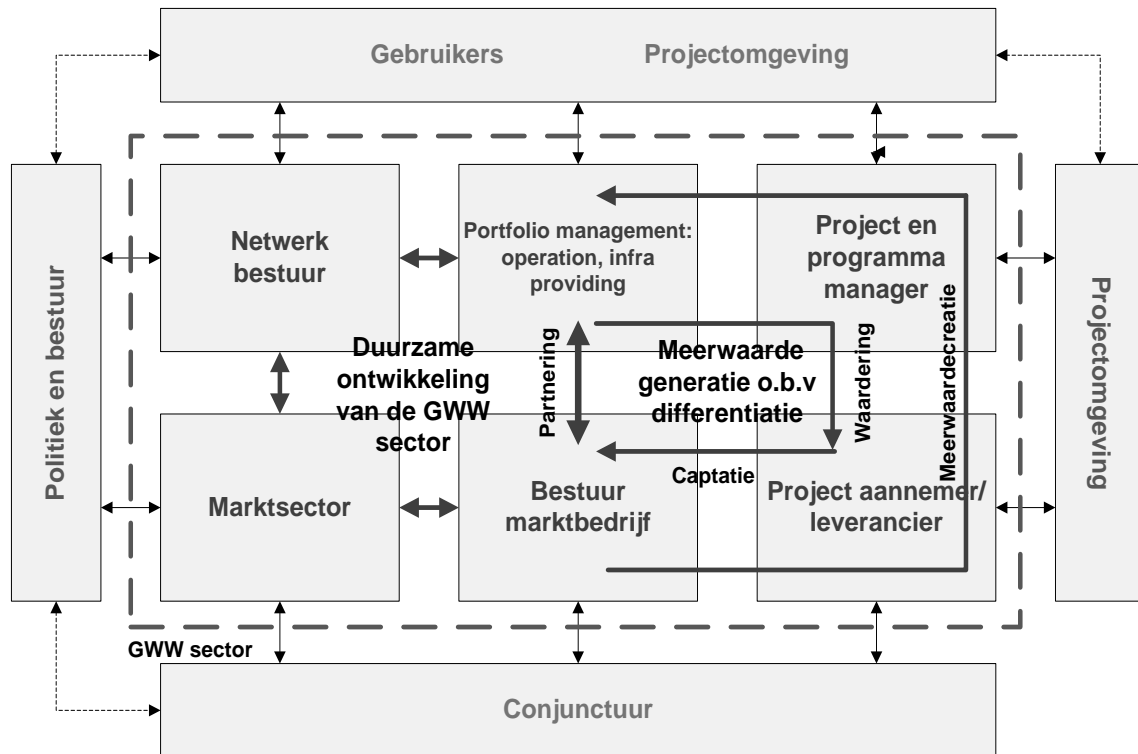 Gebruikers Projectomgeving
Politiek en bestuur
Netwerk
bestuur
Portfolio management:
operation, infra
providing
Project en
programma
manager
Projectomgeving
Duurzame
ontwikkeling
van de GWW
sector
Partnering
Meerwaarde
generatie o.b.v
differentiatie
Waardering
Meerwaardecreatie
Captatie
Marktsector
Bestuur
marktbedrijf
Project aannemer/
leverancier
GWW sector
Conjunctuur